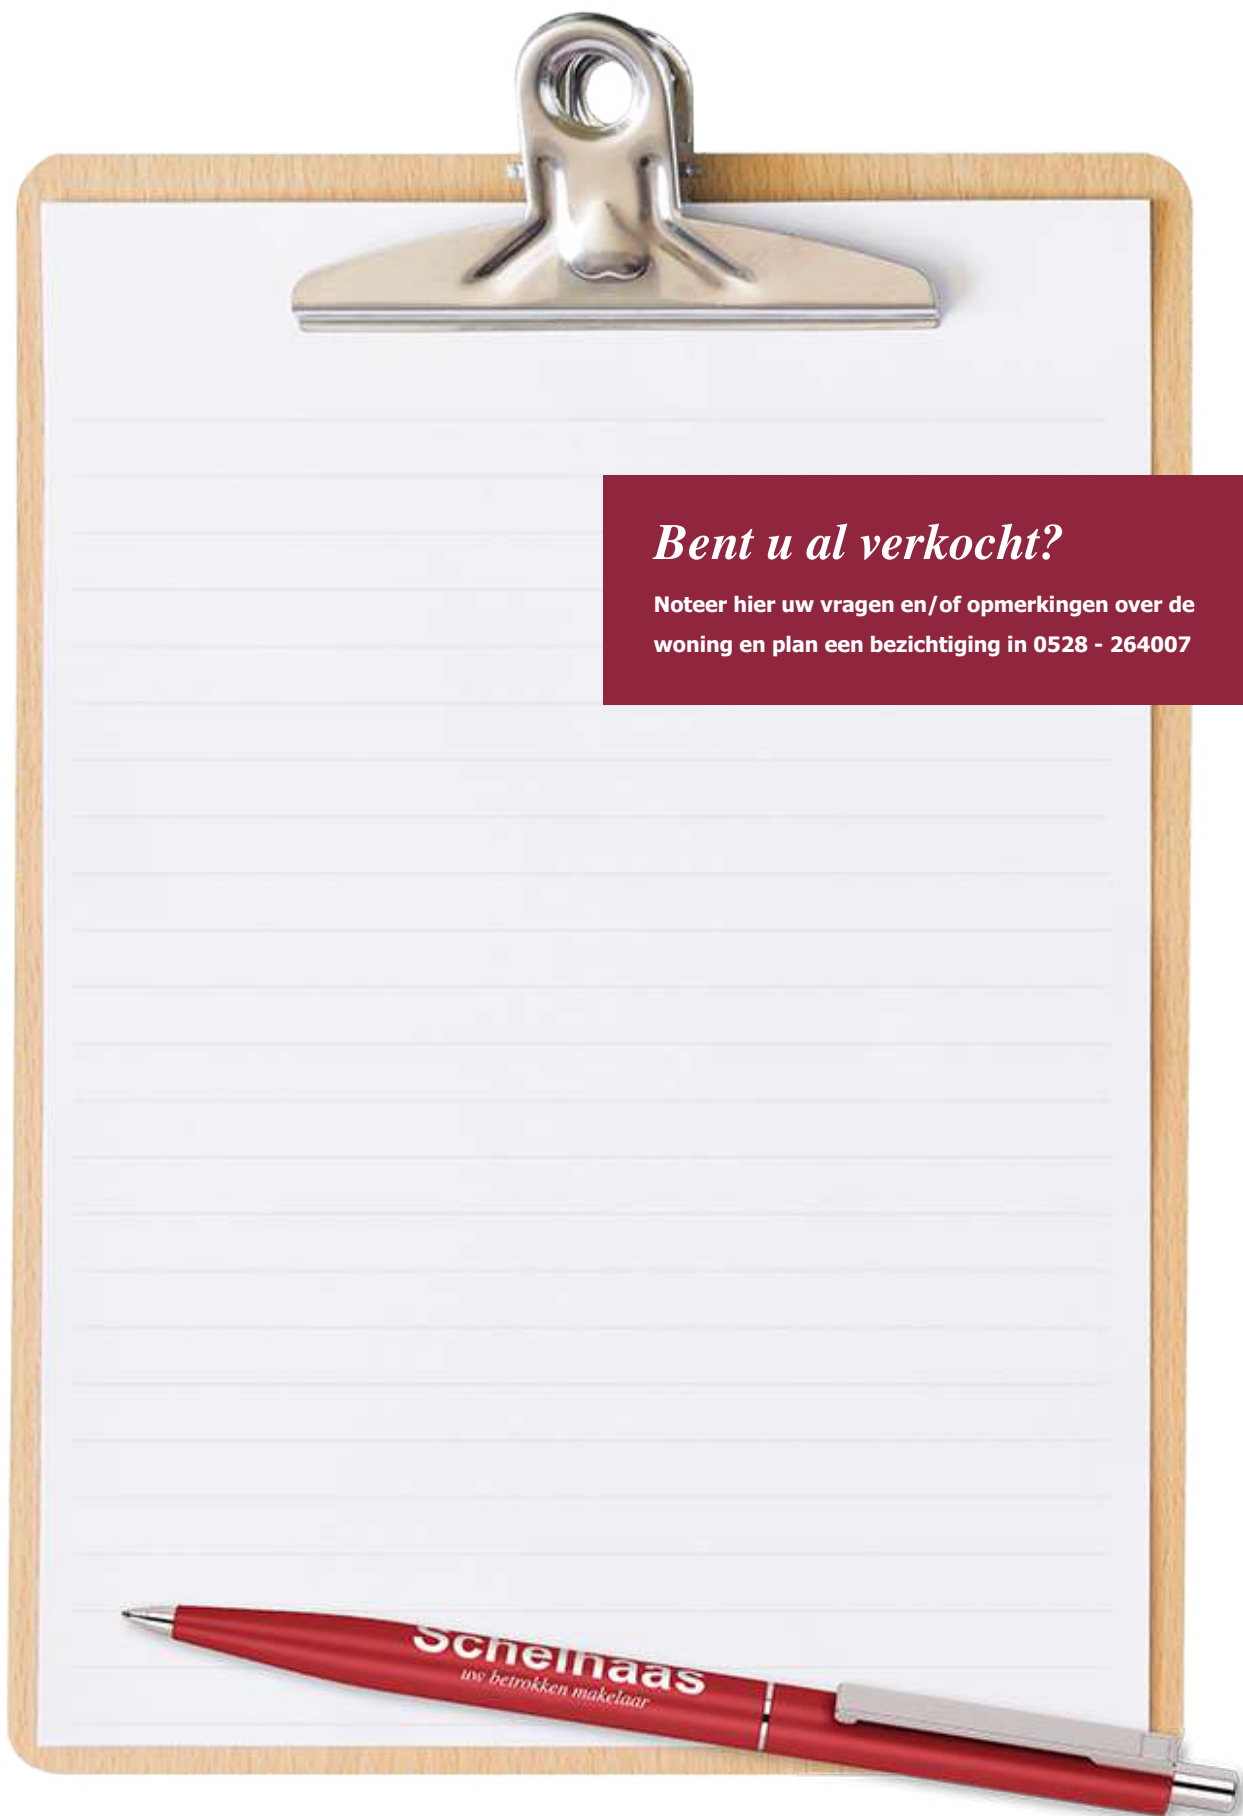 Bent u al verkocht?
Noteer hier uw vragen en/of opmerkingen over de
woning en plan een bezichtiging in 0528 - 264007
Schelhaas
uw betrokken makelaar